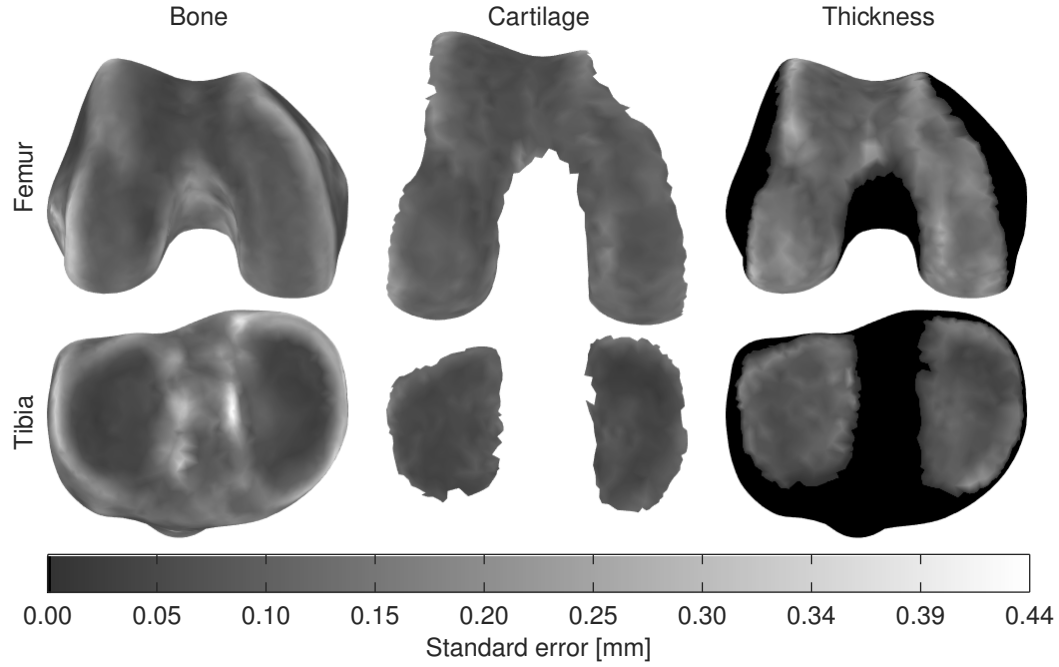 Bone Cartilage Thickness
Femur
Tibia
0.00 0.05 0.10 0.15 0.20 0.25 0.30 0.34 0.39 0.44
Standard error [mm]